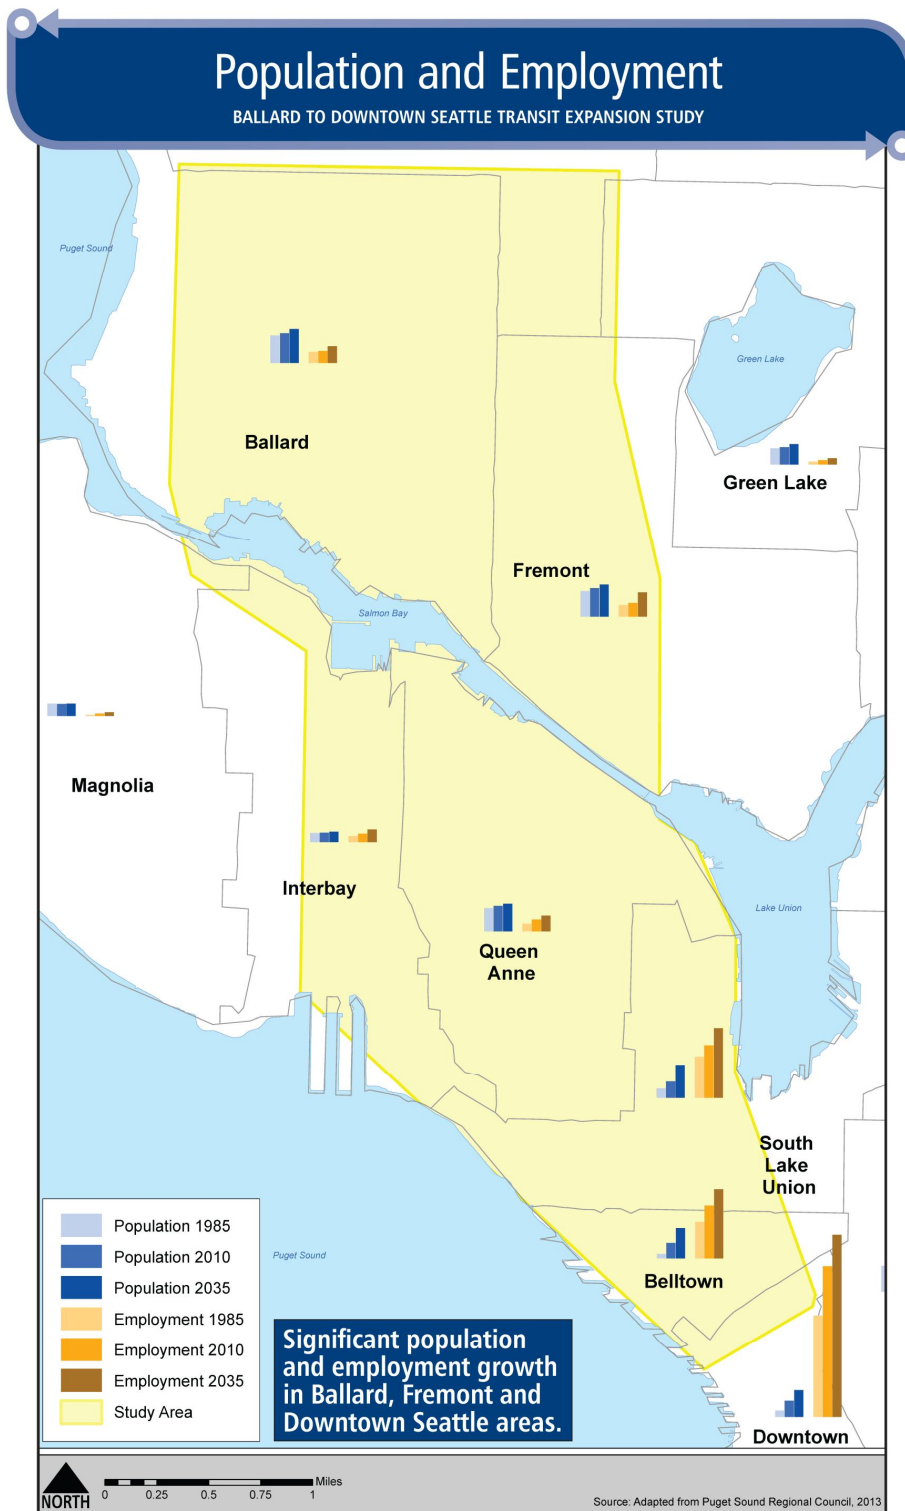 Population and Employment
BALLARD TO DOWNTOWN SEATTLE TRANSIT EXPANSION STUDY
Puget Sound
Green Lake
Ballard
Green Lake
Fremont
Salmon Bay
Magnolia
Interbay
Lake Union
Queen
Anne
South
Lake
Union
Belltown
Downtown
Population 1985
Population 2010
Population 2035
Employment 1985
Employment 2010
Employment 2035
Study Area
Puget Sound
Significant population
and employment growth
in Ballard, Fremont and
Downtown Seattle areas.
NORTH
0 0.25 0.5 0.75 1 Miles
Source: Adapted from Puget Sound Regional Council, 2013